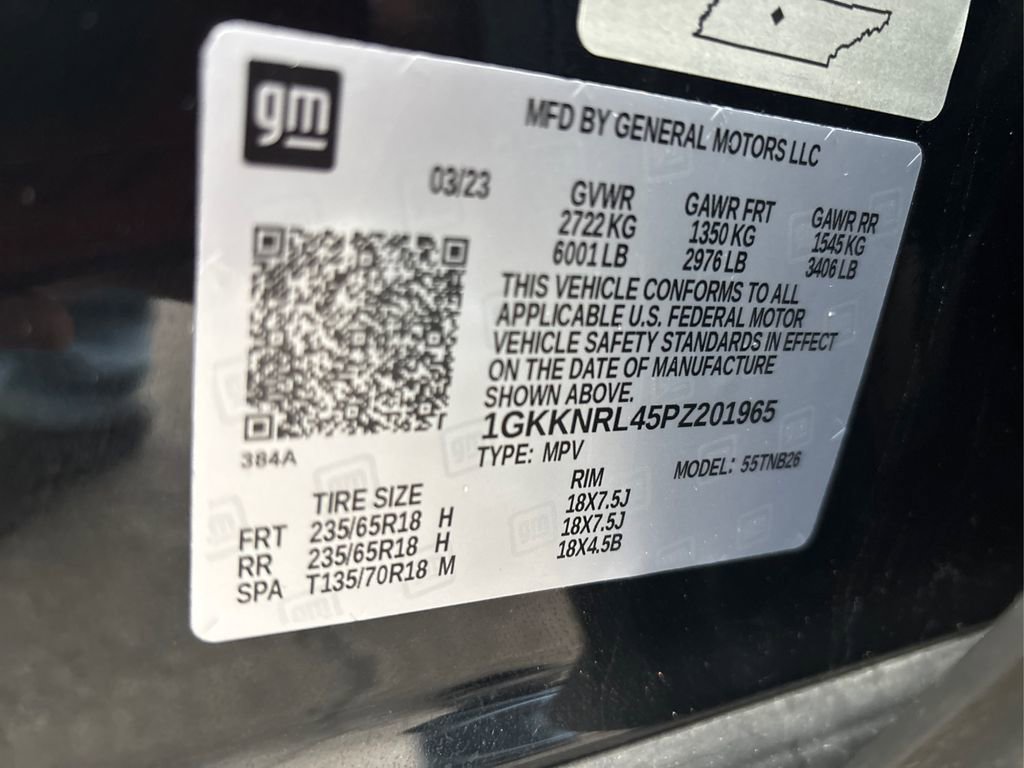 gm
MFD BY GENERAL MOTORS LLC
03/23
GVWR GAWR FRT GAWR RR
2722 KG 1350 KG 1545 KG
6001 LB 2976 LB 3406 LB
THIS VEHICLE CONFORMS TO ALL
APPLICABLE U.S. FEDERAL MOTOR
VEHICLE SAFETY STANDARDS IN EFFECT
ON THE DATE OF MANUFACTURE
SHOWN ABOVE.
1GKKNRL45PZ201965
TYPE: MPV MODEL: 55TNB26
384A
TIRE SIZE RIM
FRT 235/65R18 H 18X7.5J
RR 235/65R18 H 18X7.5J
SPA T135/70R18 M 18X4.5B